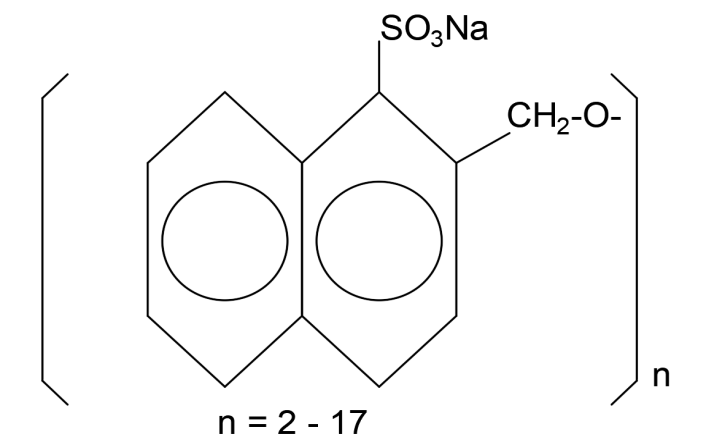 SO₃Na
CH₂-O-
n
n = 2 - 17